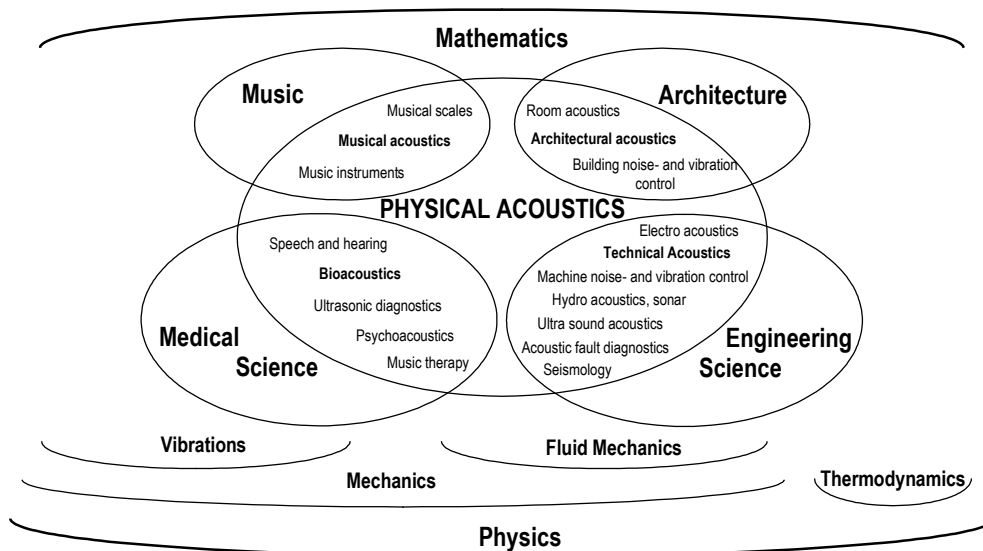 Mathematics
Music
Architecture
Musical scales
Room acoustics
Musical acoustics
Architectural acoustics
Music instruments
Building noise- and vibration
control
PHYSICAL ACOUSTICS
Speech and hearing
Bioacoustics
Ultrasonic diagnostics
Psychoacoustics
Music therapy
Medical
Science
Electro acoustics
Technical Acoustics
Machine noise- and vibration control
Hydro acoustics, sonar
Ultra sound acoustics
Acoustic fault diagnostics
Seismology
Engineering
Science
Vibrations
Fluid Mechanics
Mechanics
Thermodynamics
Physics